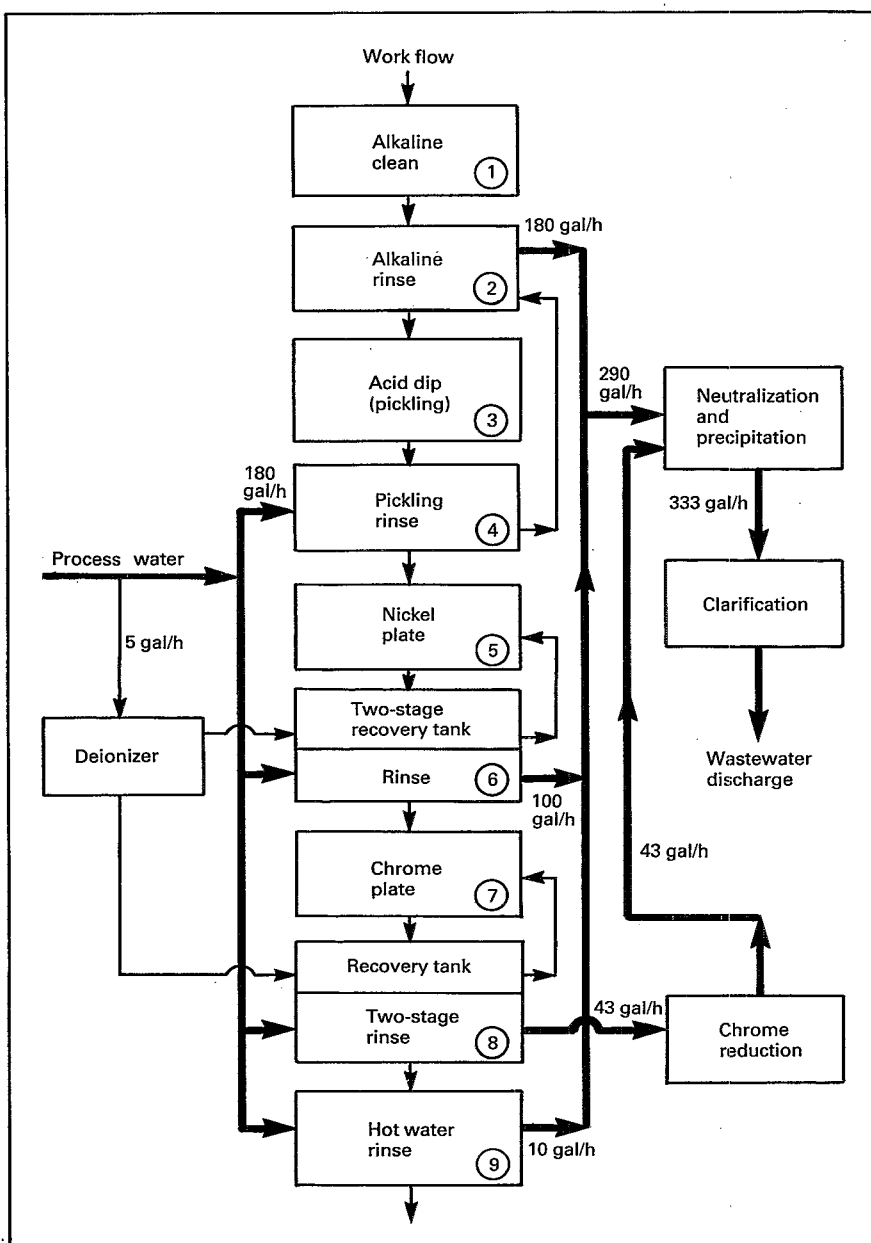 Work flow
Alkaline
clean
1
180 gal/h
Alkaline
rinse
2
Acid dip
(pickling)
3
290
gal/h
Neutralization
and
precipitation
180
gal/h
Pickling
rinse
4
333 gal/h
Process water
Clarification
5 gal/h
Nickel
plate
5
Two-stage
recovery tank
Deionizer
Rinse
6
100
gal/h
Wastewater
discharge
Chrome
plate
7
43 gal/h
Recovery tank
Two-stage
rinse
8
43 gal/h
Chrome
reduction
Hot water
rinse
9
10 gal/h